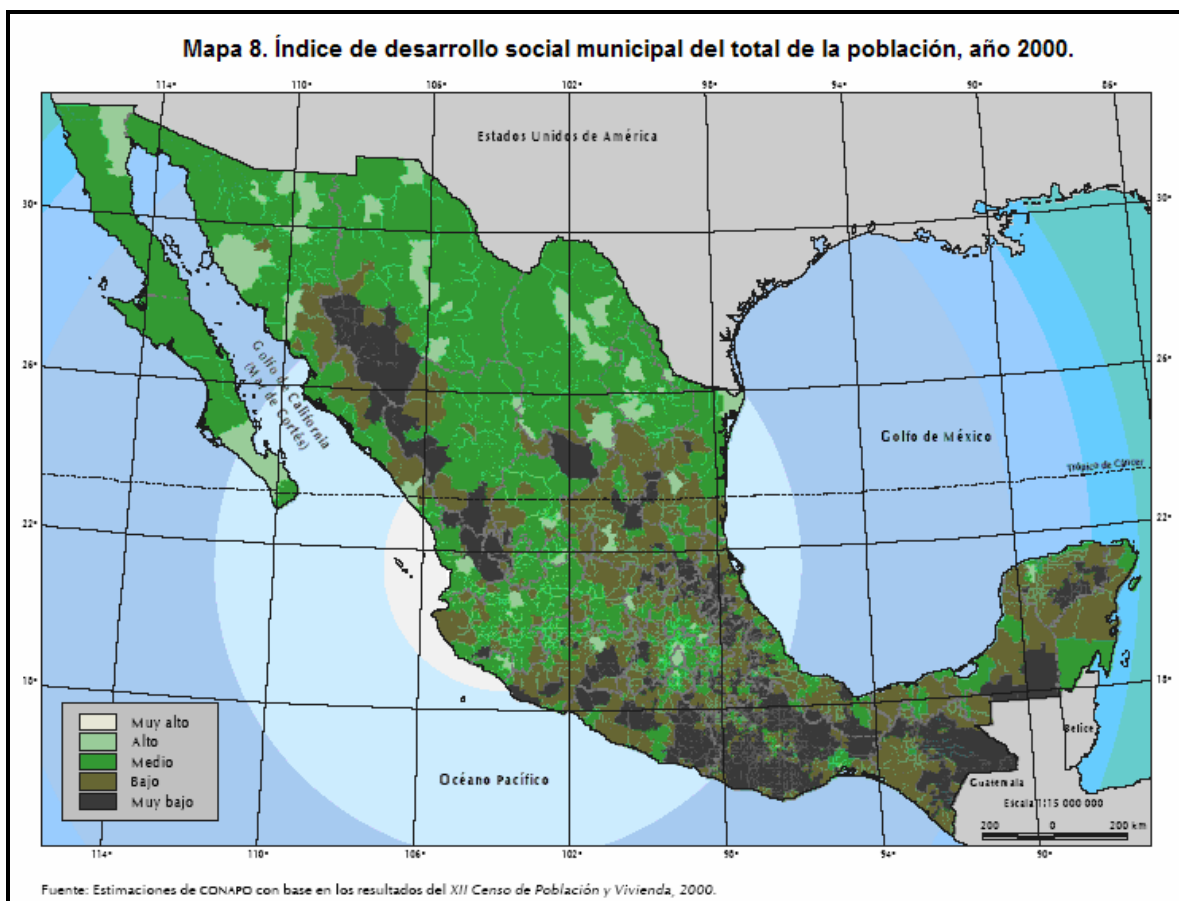 Mapa 8. Índice de desarrollo social municipal del total de la población, año 2000.
114° 110° 106° 102° 98° 94° 90° 86°
Estados Unidos de América
30° 30°
26° 26°
Golfo de California
(Mar de Cortés)
Golfo de México
Trópico de Cáncer
22° 22°
18° 18°
Muy alto
Alto
Medio
Bajo
Muy bajo
Océano Pacífico
Belice
Guatemala
Escala 1:15 000 000
200 0 200 km
114° 110° 106° 102° 98° 94° 90°
Fuente: Estimaciones de CONAPO con base en los resultados del XII Censo de Población y Vivienda, 2000.